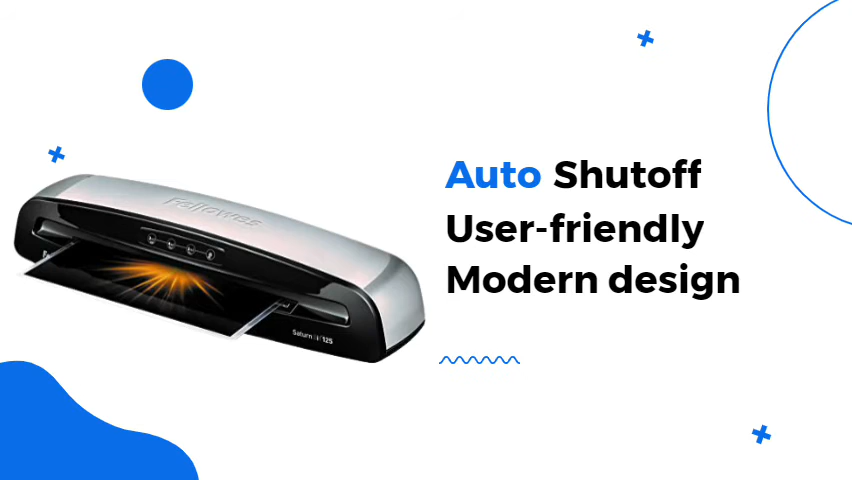 Fellowes
Saturn 3i 125
Auto Shutoff
User-friendly
Modern design